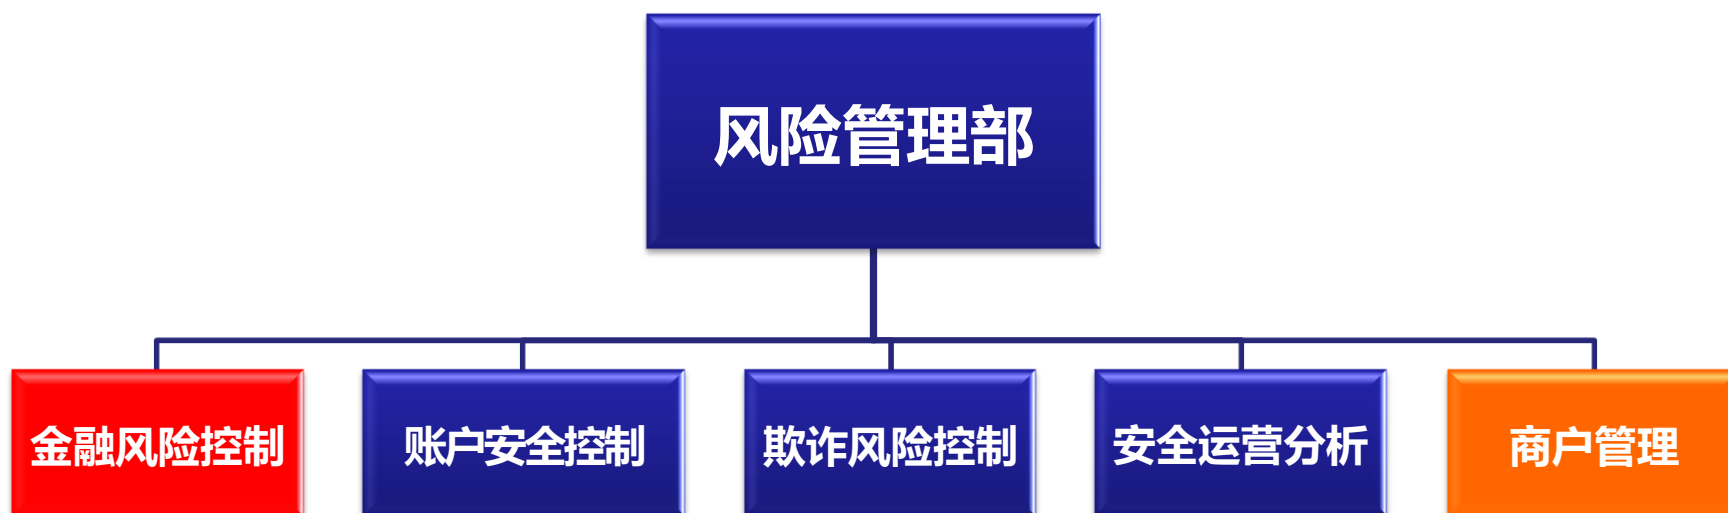 风险管理部
金融风险控制
账户安全控制
欺诈风险控制
安全运营分析
商户管理